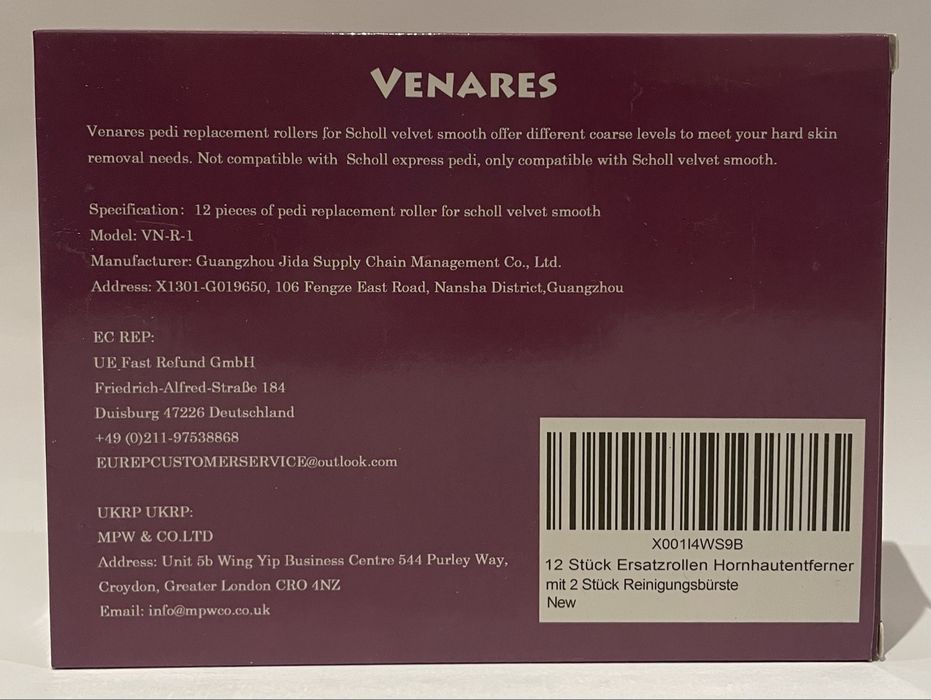 VENARES
Venares pedi replacement rollers for Scholl velvet smooth offer different coarse levels to meet your hard skin
removal needs. Not compatible with Scholl express pedi, only compatible with Scholl velvet smooth.
Specification: 12 pieces of pedi replacement roller for scholl velvet smooth
Model: VN-R-1
Manufacturer: Guangzhou Jida Supply Chain Management Co., Ltd.
Address: X1301-G019650, 106 Fengze East Road, Nansha District,Guangzhou
EC REP:
UE Fast Refund GmbH
Friedrich-Alfred-Straße 184
Duisburg 47226 Deutschland
+49 (0)211-97538868
EUREPCUSTOMERSERVICE@outlook.com
UKRP UKRP:
MPW & CO.LTD
Address: Unit 5b Wing Yip Business Centre 544 Purley Way,
Croydon, Greater London CRO 4NZ
Email: info@mpwco.co.uk
X001I4WS9B
12 Stück Ersatzrollen Hornhautentferner
mit 2 Stück Reinigungsbürste
New